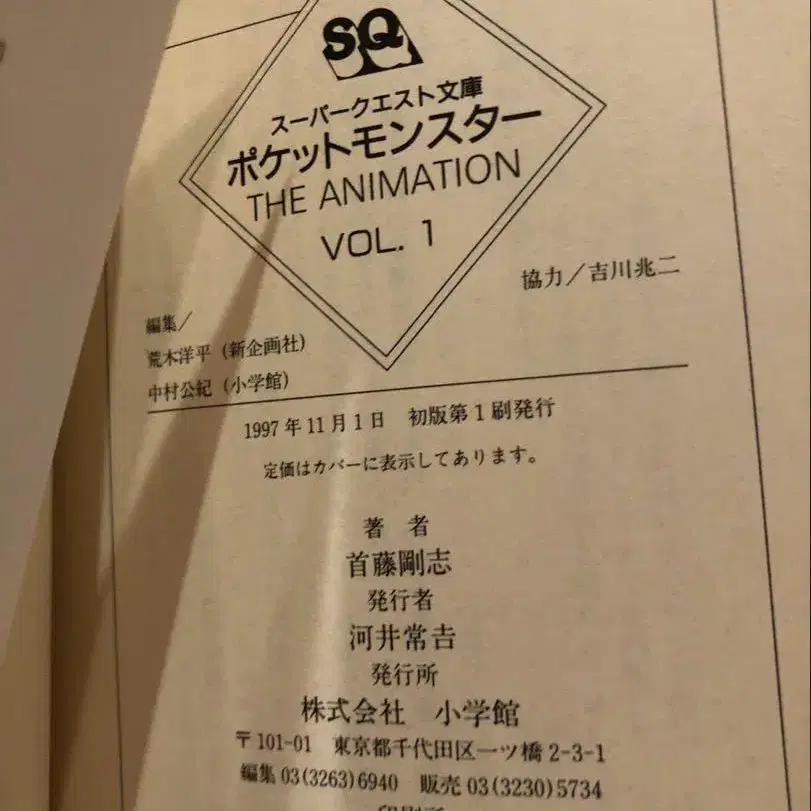 SQ
スーパークエスト文庫
ポケットモンスター
THE ANIMATION
VOL. 1
協力／吉川兆二
編集／
荒木洋平（新企画社）
中村公紀（小学館）
1997年11月1日　初版第1刷発行
定価はカバーに表示してあります。
著　者
首藤剛志
発行者
河井常吉
発行所
株式会社　小学館
〒101-01　東京都千代田区一ツ橋2-3-1
編集 03(3263)6940　販売 03(3230)5734
印刷所